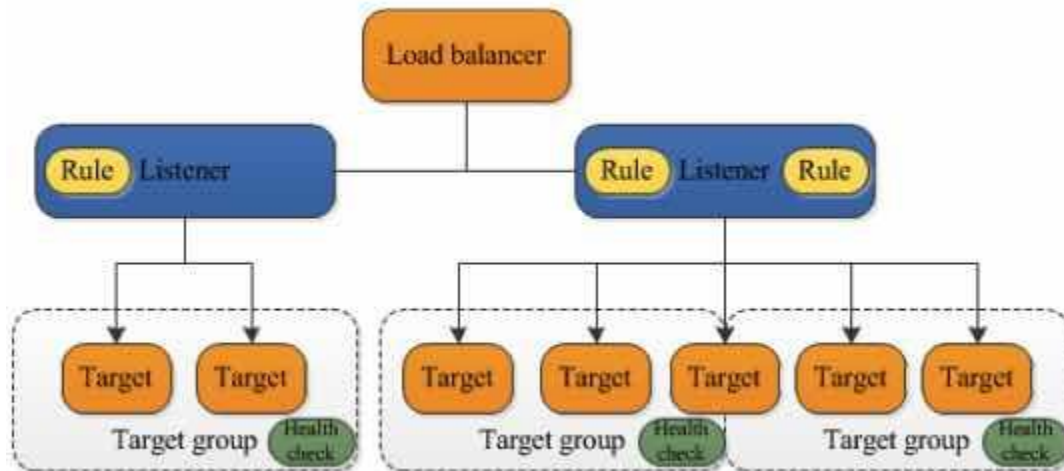 Load balancer
Rule Listener
Rule Listener Rule
Target Target
Target Target Target Target Target
Target group Health check
Target group Health check
Target group Health check